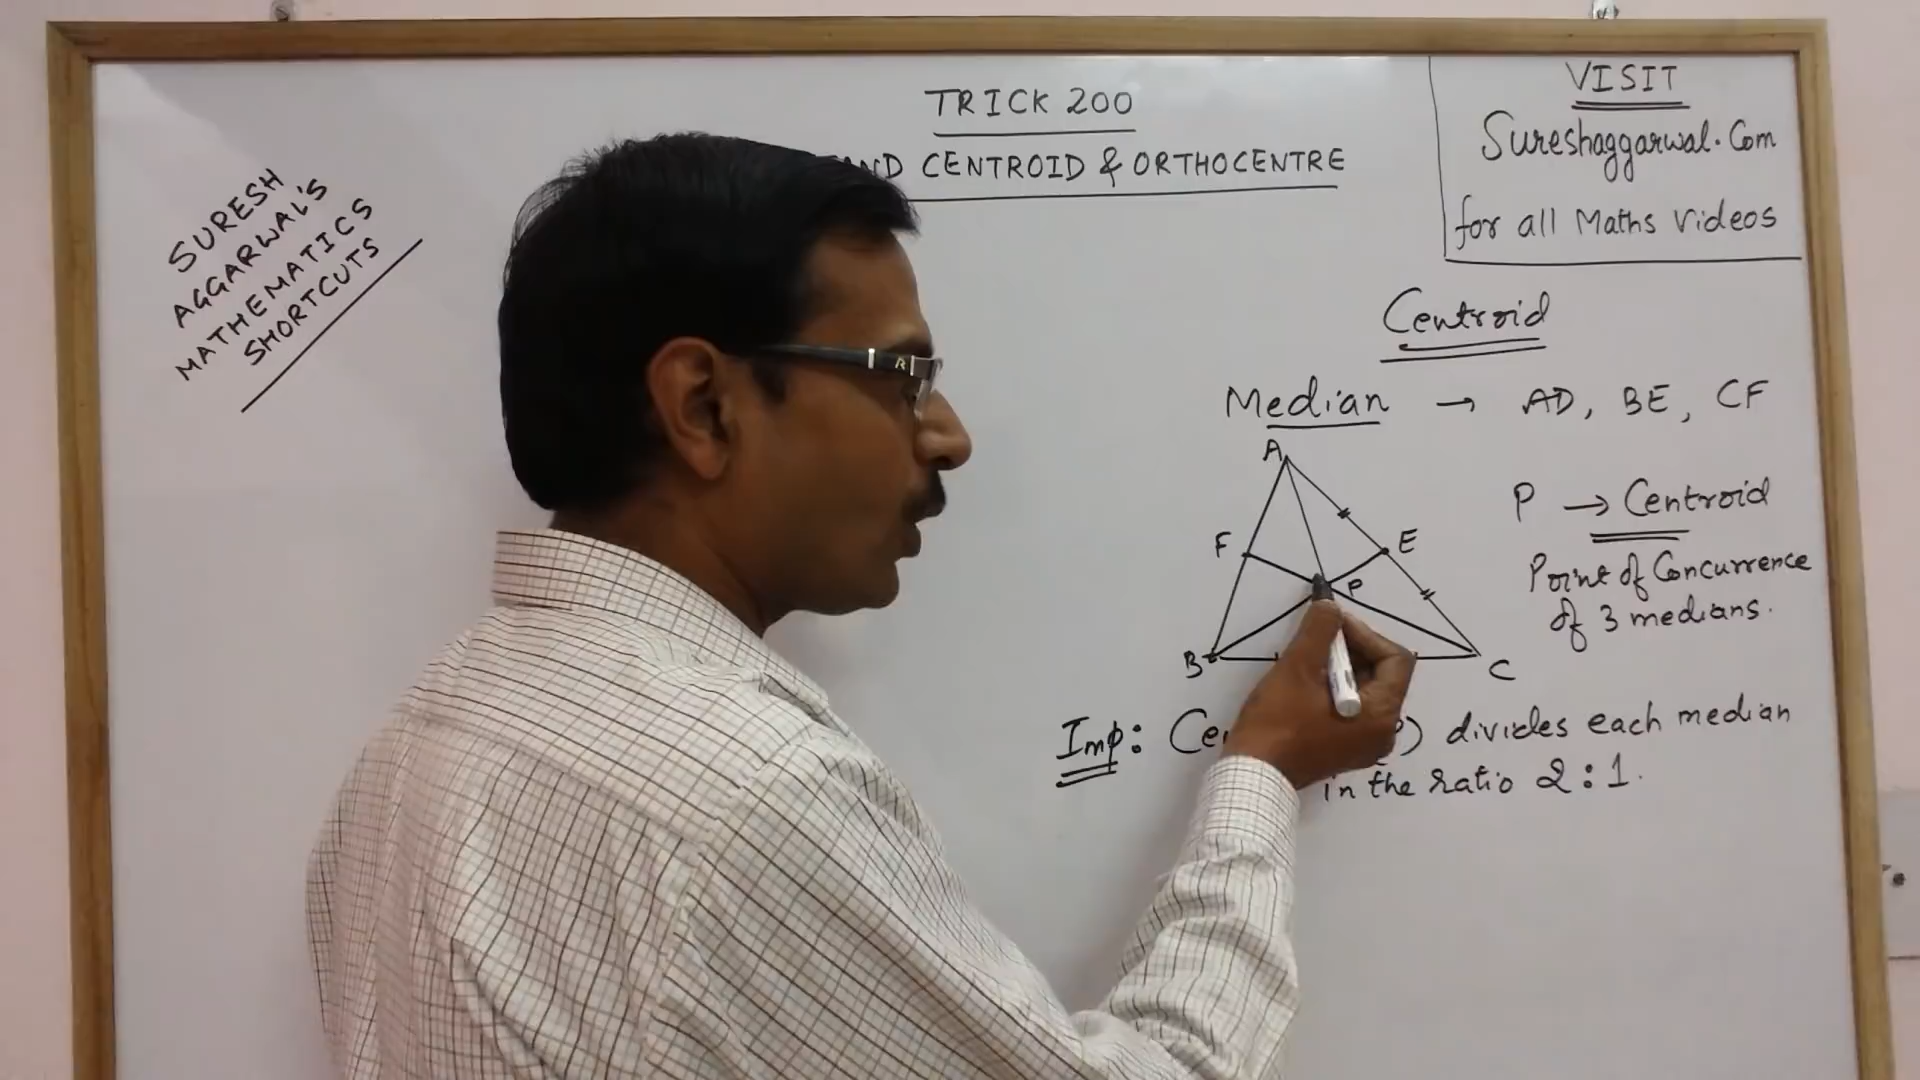 TRICK 200
AND CENTROID & ORTHOCENTRE
VISIT
Sureshaggarwal.Com
for all Maths Videos
SURESH
AGGARWAL'S
MATHEMATICS
SHORTCUTS
Centroid
Median → AD, BE, CF
A
P → Centroid
F
E
Point of Concurrence
P
of 3 medians.
B
C
Imp: divides each median
in the ratio 2:1.